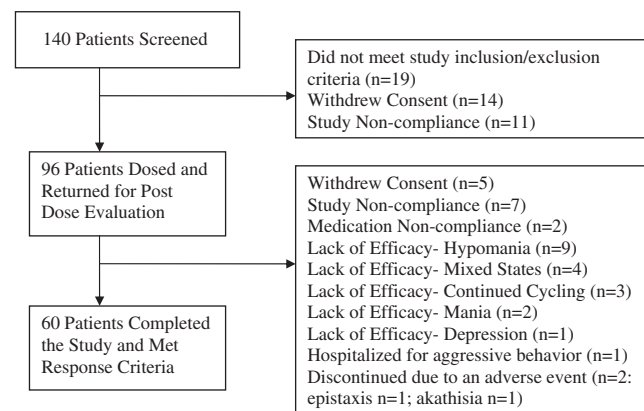 140 Patients Screened
Did not meet study inclusion/exclusion
criteria (n=19)
Withdrew Consent (n=14)
Study Non-compliance (n=11)
96 Patients Dosed and
Returned for Post
Dose Evaluation
Withdrew Consent (n=5)
Study Non-compliance (n=7)
Medication Non-compliance (n=2)
Lack of Efficacy- Hypomania (n=9)
Lack of Efficacy- Mixed States (n=4)
Lack of Efficacy- Continued Cycling (n=3)
Lack of Efficacy- Mania (n=2)
Lack of Efficacy- Depression (n=1)
Hospitalized for aggressive behavior (n=1)
Discontinued due to an adverse event (n=2:
epistaxis n=1; akathisia n=1)
60 Patients Completed
the Study and Met
Response Criteria